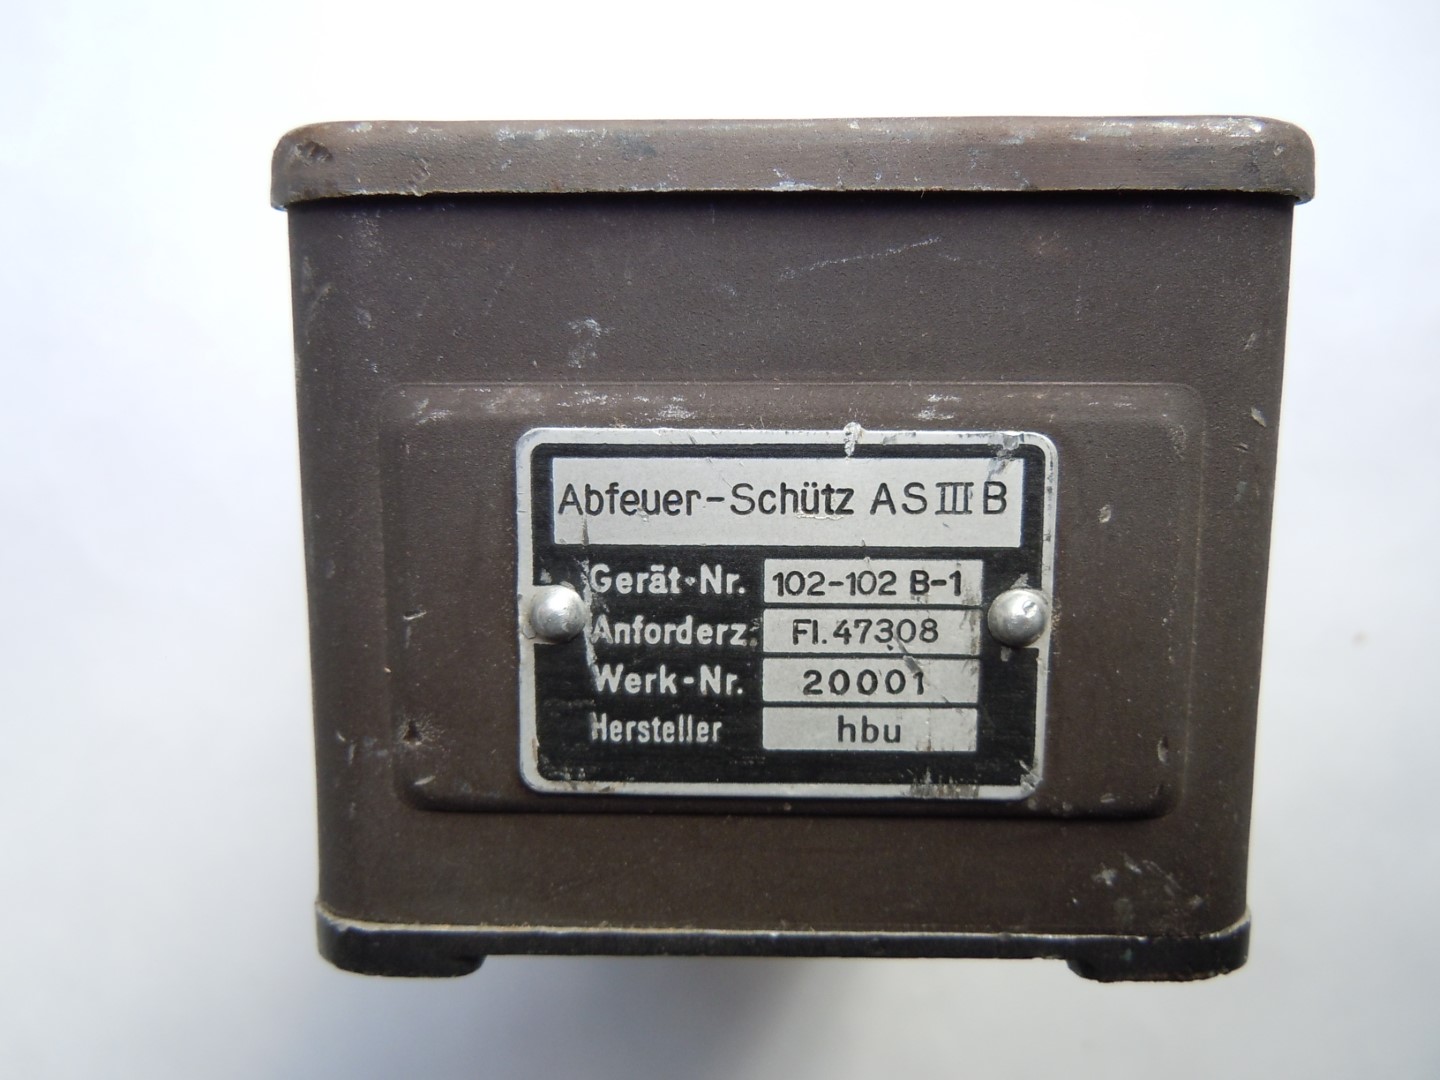 Abfeuer-Schütz AS III B
Gerät-Nr. 102-102 B-1
Anforderz. Fl.47308
Werk-Nr. 20001
Hersteller hbu